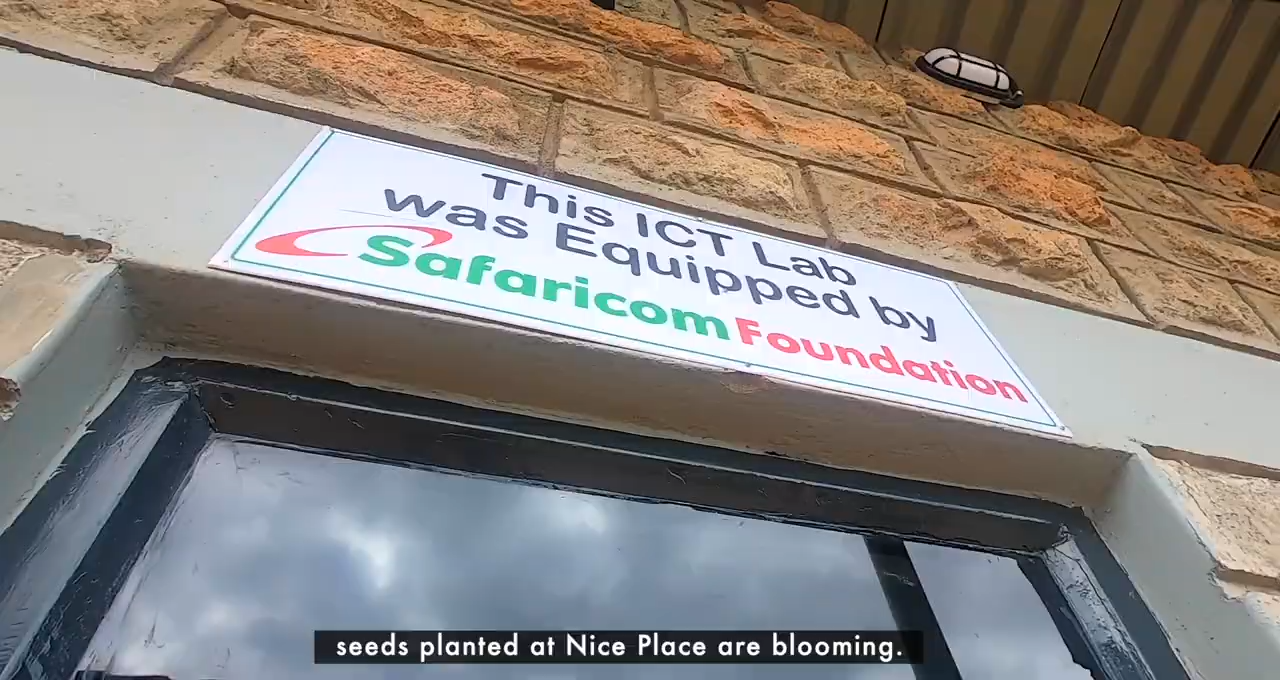 This ICT Lab
was Equipped by
Safaricom Foundation
seeds planted at Nice Place are blooming.